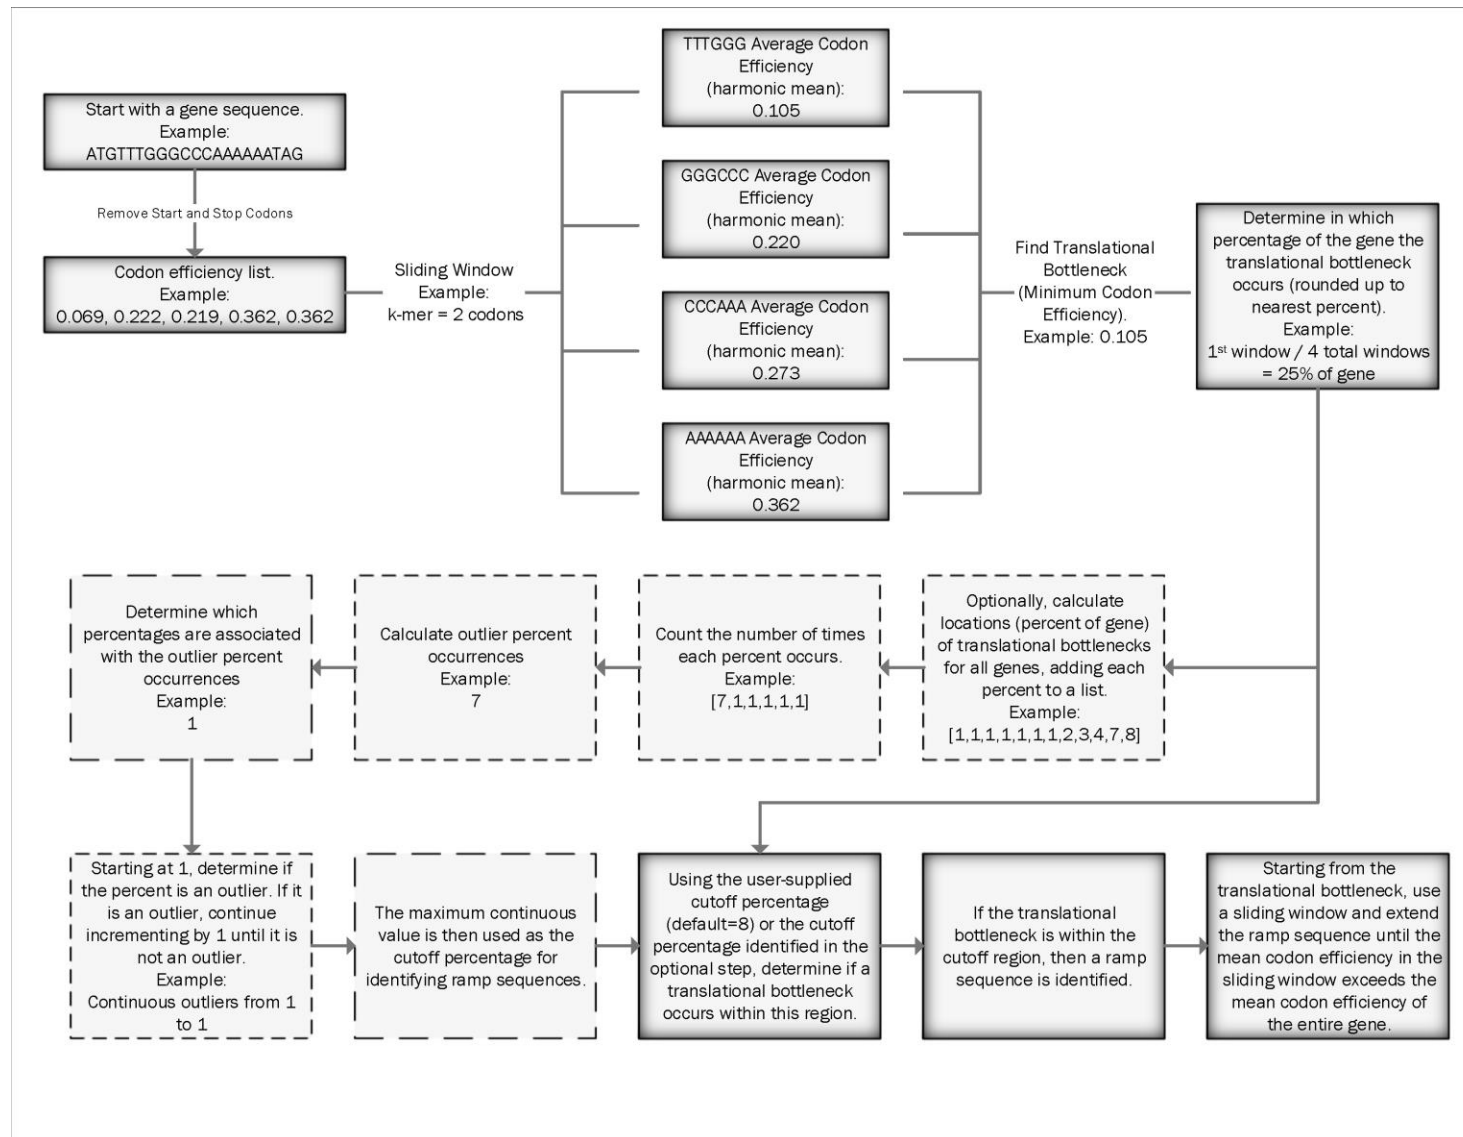 Start with a gene sequence.
Example:
ATGTTTGGGCCCAAAAAATAG
Remove Start and Stop Codons
Codon efficiency list.
Example:
0.069, 0.222, 0.219, 0.362, 0.362
Sliding Window
Example:
k-mer = 2 codons
TTTGGG Average Codon
Efficiency
(harmonic mean):
0.105
GGGCCC Average Codon
Efficiency
(harmonic mean):
0.220
CCCAAA Average Codon
Efficiency
(harmonic mean):
0.273
AAAAAA Average Codon
Efficiency
(harmonic mean):
0.362
Find Translational
Bottleneck
(Minimum Codon
Efficiency).
Example: 0.105
Determine in which
percentage of the gene the
translational bottleneck
occurs (rounded up to
nearest percent).
Example:
1st window / 4 total windows
= 25% of gene
Optionally, calculate
locations (percent of gene)
of translational bottlenecks
for all genes, adding each
percent to a list.
Example:
[1,1,1,1,1,1,1,2,3,4,7,8]
Count the number of times
each percent occurs.
Example:
[7,1,1,1,1,1]
Calculate outlier percent
occurrences
Example:
7
Determine which
percentages are associated
with the outlier percent
occurrences
Example:
1
Starting at 1, determine if
the percent is an outlier. If it
is an outlier, continue
incrementing by 1 until it is
not an outlier.
Example:
Continuous outliers from 1
to 1
The maximum continuous
value is then used as the
cutoff percentage for
identifying ramp sequences.
Using the user-supplied
cutoff percentage
(default=8) or the cutoff
percentage identified in the
optional step, determine if a
translational bottleneck
occurs within this region.
If the translational
bottleneck is within the
cutoff region, then a ramp
sequence is identified.
Starting from the
translational bottleneck, use
a sliding window and extend
the ramp sequence until the
mean codon efficiency in the
sliding window exceeds the
mean codon efficiency of
the entire gene.